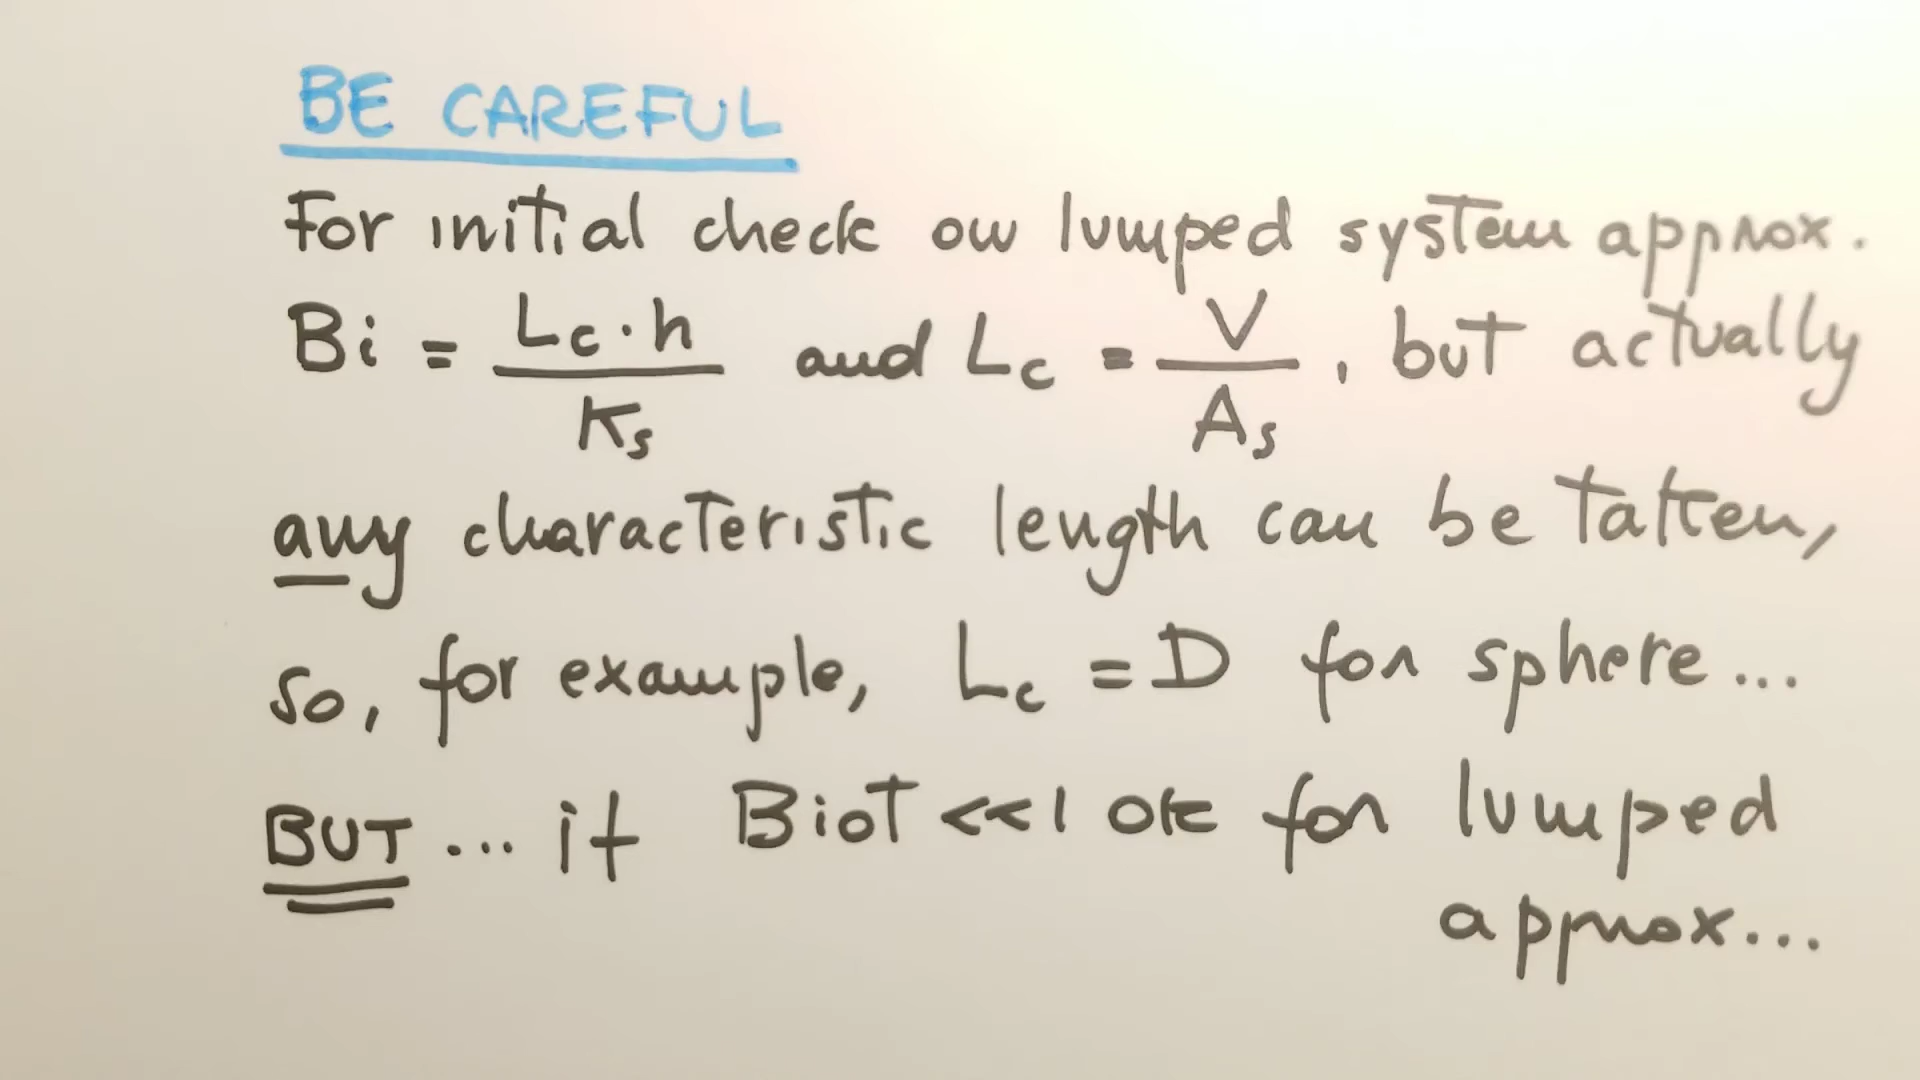 BE CAREFUL
For initial check on lumped system approx.
Bi = Lc·h / Ks and Lc = V / As, but actually
any characteristic length can be taken,
so, for example, Lc = D for sphere...
BUT ... if Biot <<1 ok for lumped
approx...